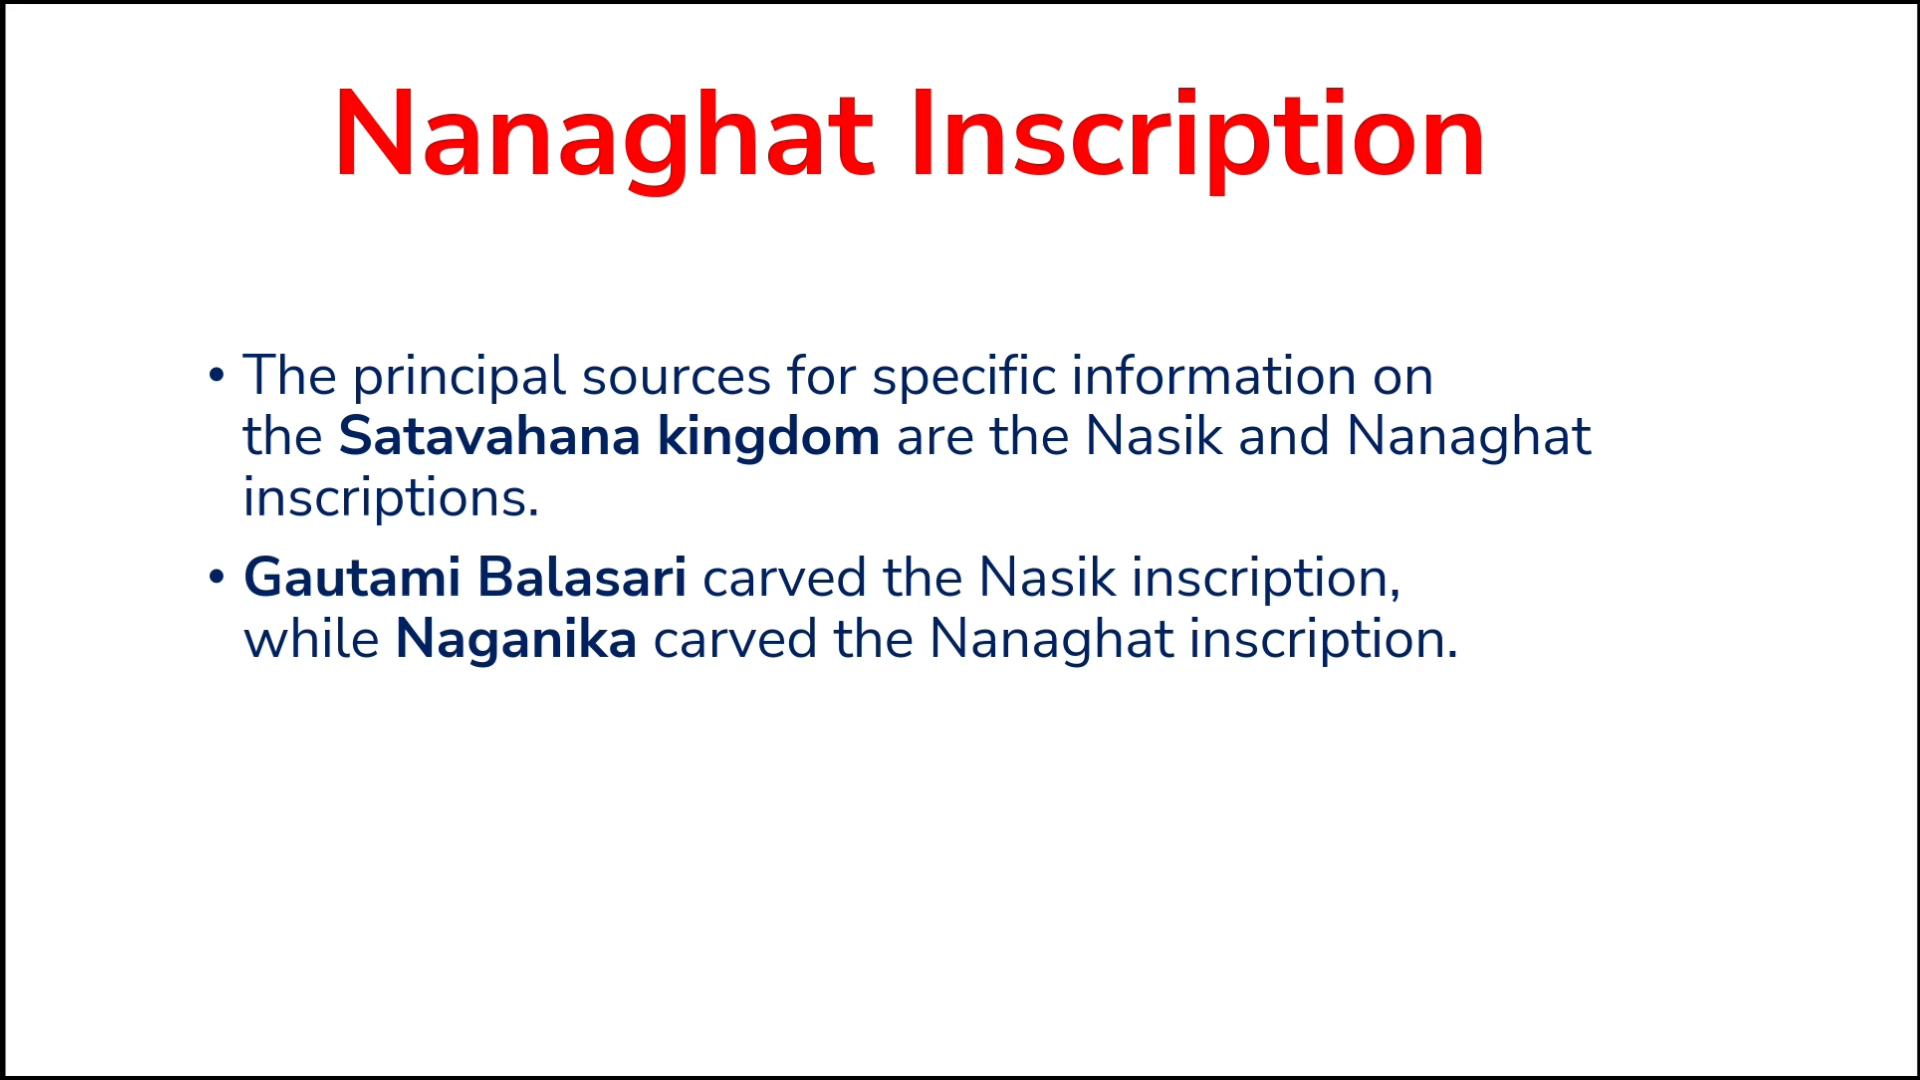 Nanaghat Inscription
• The principal sources for specific information on
the Satavahana kingdom are the Nasik and Nanaghat
inscriptions.
• Gautami Balasari carved the Nasik inscription,
while Naganika carved the Nanaghat inscription.